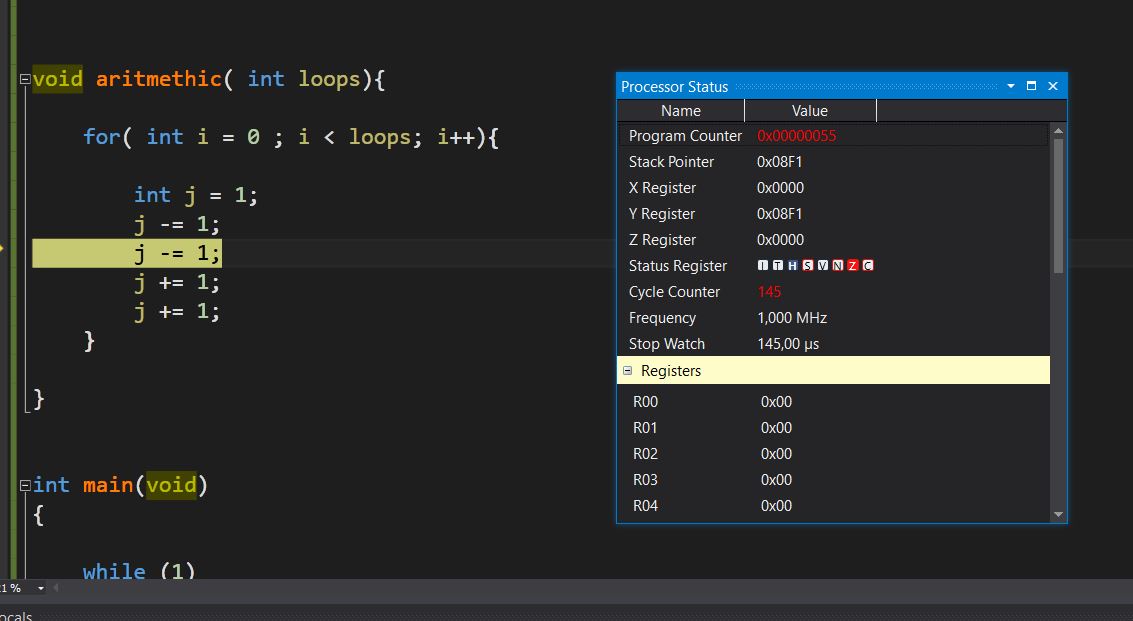 void aritmethic( int loops){
for( int i = 0 ; i < loops; i++){
int j = 1;
j -= 1;
j -= 1;
j += 1;
j += 1;
}
}
int main(void)
{
while (1)
Processor Status
Name Value
Program Counter 0x00000055
Stack Pointer 0x08F1
X Register 0x0000
Y Register 0x08F1
Z Register 0x0000
Status Register I T H S V N Z C
Cycle Counter 145
Frequency 1,000 MHz
Stop Watch 145,00 µs
Registers
R00 0x00
R01 0x00
R02 0x00
R03 0x00
R04 0x00
1 %
ocals